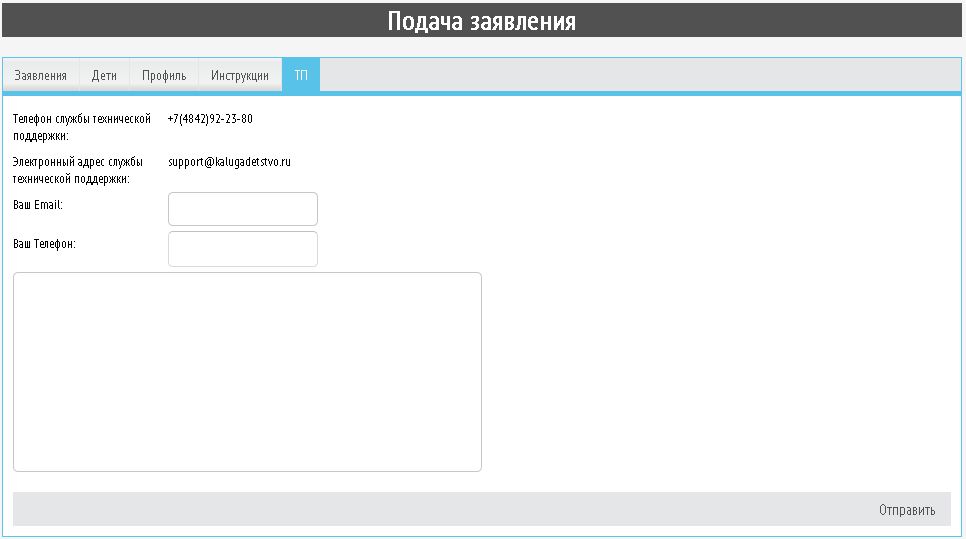 Подача заявления
Заявления Дети Профиль Инструкции ТП
Телефон службы технической +7(4842)92-23-80
поддержки:
Электронный адрес службы support@kalugadetstvo.ru
технической поддержки:
Ваш Email:
Ваш Телефон:
Отправить